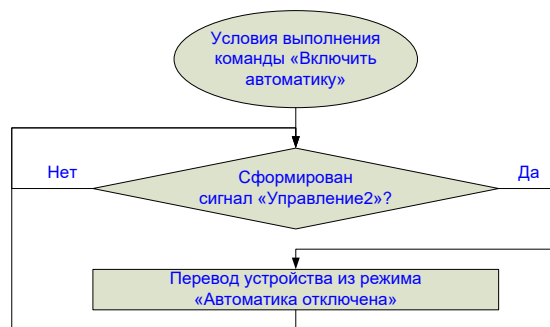 Условия выполнения
команды «Включить
автоматику»
Нет
Сформирован
сигнал «Управление2»?
Да
Перевод устройства из режима
«Автоматика отключена»